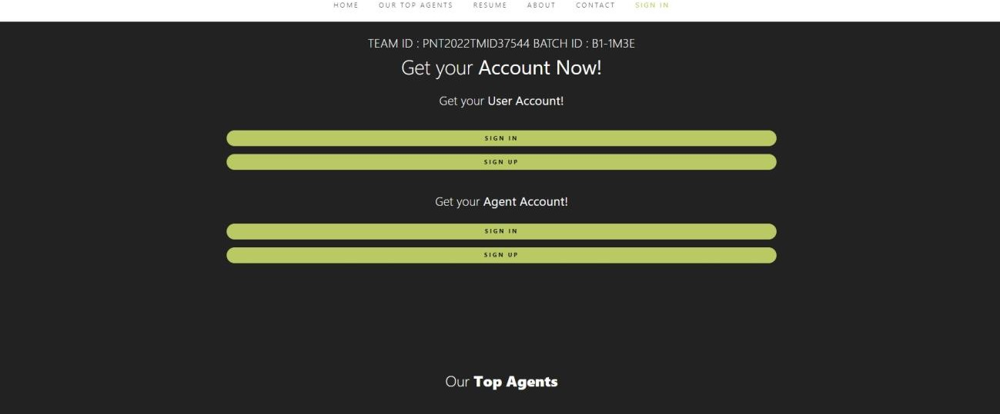 HOME OUR TOP AGENTS RESUME ABOUT CONTACT SIGN IN
TEAM ID : PNT2022TMID37544 BATCH ID : B1-1M3E
Get your Account Now!
Get your User Account!
SIGN IN
SIGN UP
Get your Agent Account!
SIGN IN
SIGN UP
Our Top Agents